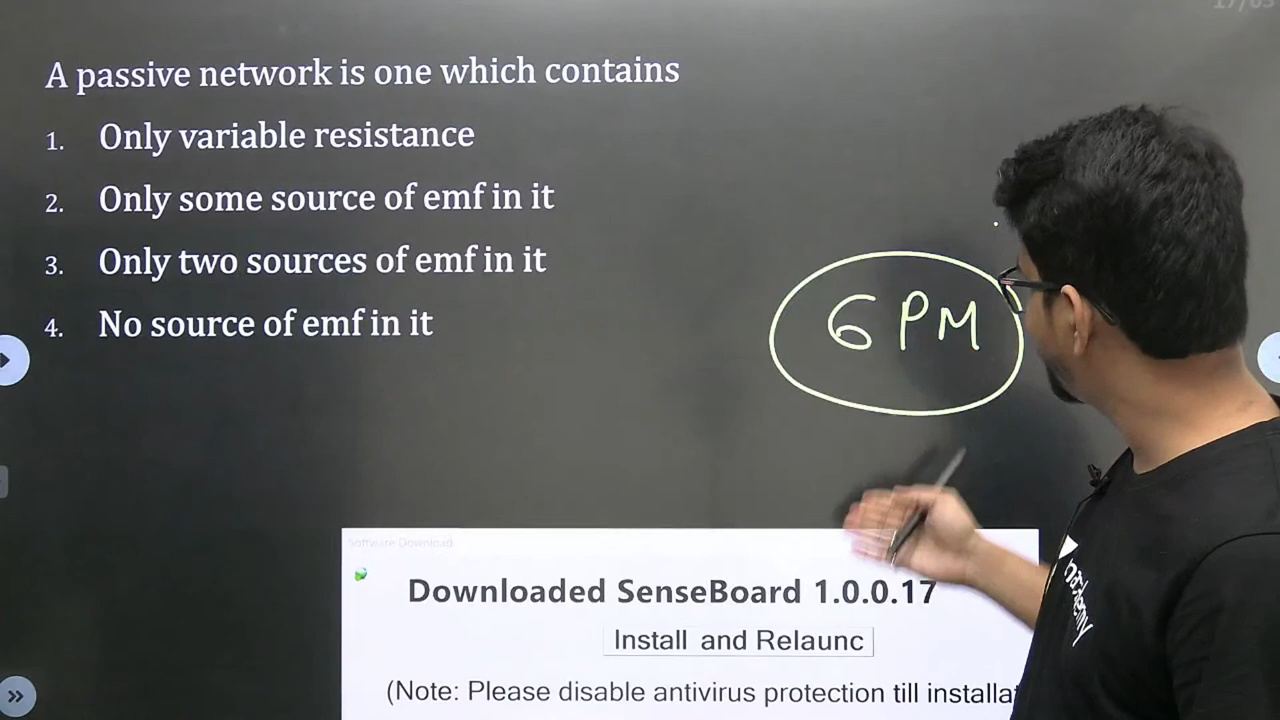 A passive network is one which contains
1. Only variable resistance
2. Only some source of emf in it
3. Only two sources of emf in it
4. No source of emf in it
6 PM
Software Download
Downloaded SenseBoard 1.0.0.17
Install and Relaunc
(Note: Please disable antivirus protection till